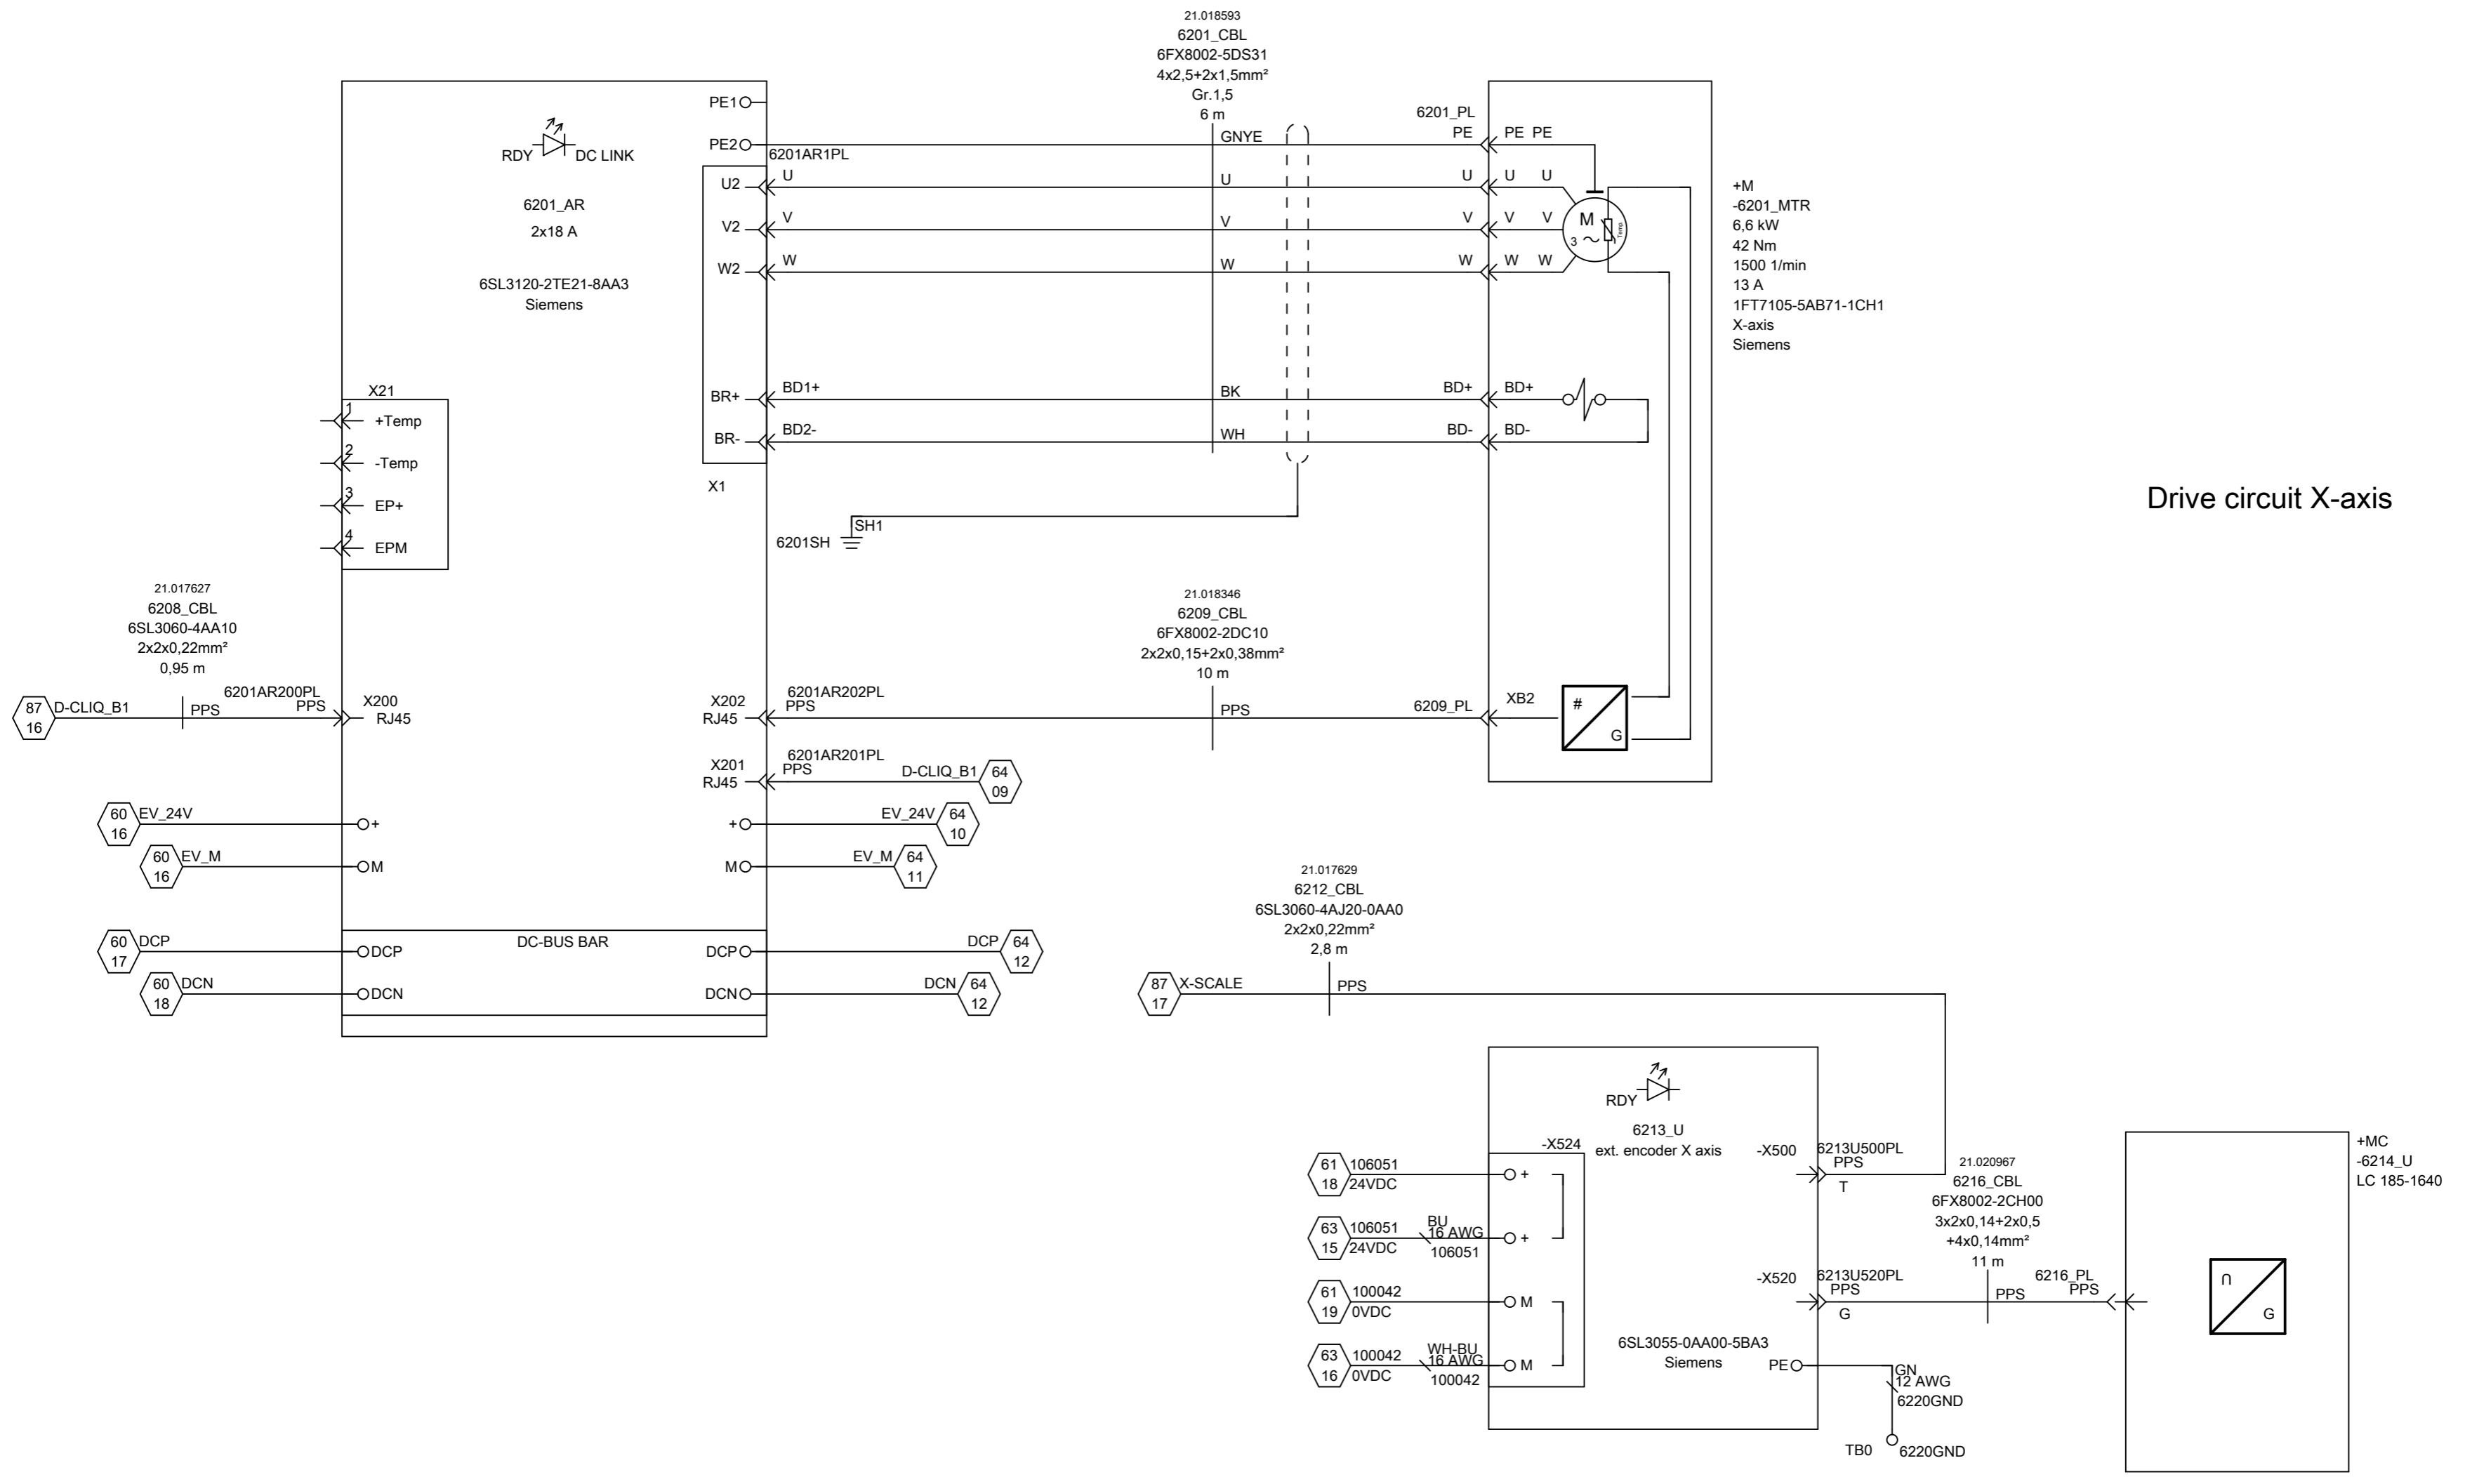 21.018593
6201_CBL
6FX8002-5DS31
4x2,5+2x1,5mm²
Gr.1,5
6 m
PE1
PE2
6201AR1PL
GNYE
6201_PL
PE
PE PE
RDY
DC LINK
6201_AR
2x18 A
6SL3120-2TE21-8AA3
Siemens
U2
U
U
U
U
U
V2
V
V
V
V
V
W2
W
W
W
W
W
M
3
Temp
+M
-6201_MTR
6,6 kW
42 Nm
1500 1/min
13 A
1FT7105-5AB71-1CH1
X-axis
Siemens
BR+
BD1+
BK
BD+
BD+
BR-
BD2-
WH
BD-
BD-
X1
SH1
6201SH
Drive circuit X-axis
X21
1
+Temp
2
-Temp
3
EP+
4
EPM
21.017627
6208_CBL
6SL3060-4AA10
2x2x0,22mm²
0,95 m
21.018346
6209_CBL
6FX8002-2DC10
2x2x0,15+2x0,38mm²
10 m
87
16
D-CLIQ_B1
PPS
6201AR200PL
PPS
X200
RJ45
X202
RJ45
6201AR202PL
PPS
PPS
6209_PL
XB2
#
G
X201
RJ45
6201AR201PL
PPS
D-CLIQ_B1
64
09
60
16
EV_24V
+
+
EV_24V
64
10
60
16
EV_M
M
M
EV_M
64
11
DC-BUS BAR
60
17
DCP
DCP
DCP
DCP
64
12
60
18
DCN
DCN
DCN
DCN
64
12
21.017629
6212_CBL
6SL3060-4AJ20-0AA0
2x2x0,22mm²
2,8 m
87
17
X-SCALE
PPS
RDY
6213_U
ext. encoder X axis
-X524
-X500
6213U500PL
PPS
T
61
18
106051
24VDC
+
63
15
106051
24VDC
BU
16 AWG
106051
+
61
19
100042
0VDC
M
63
16
100042
0VDC
WH-BU
16 AWG
100042
M
21.020967
6216_CBL
6FX8002-2CH00
3x2x0,14+2x0,5
+4x0,14mm²
11 m
-X520
6213U520PL
PPS
G
PPS
6216_PL
PPS
6SL3055-0AA00-5BA3
Siemens
PE
GN
12 AWG
6220GND
TB0
6220GND
+MC
-6214_U
LC 185-1640
∩
G